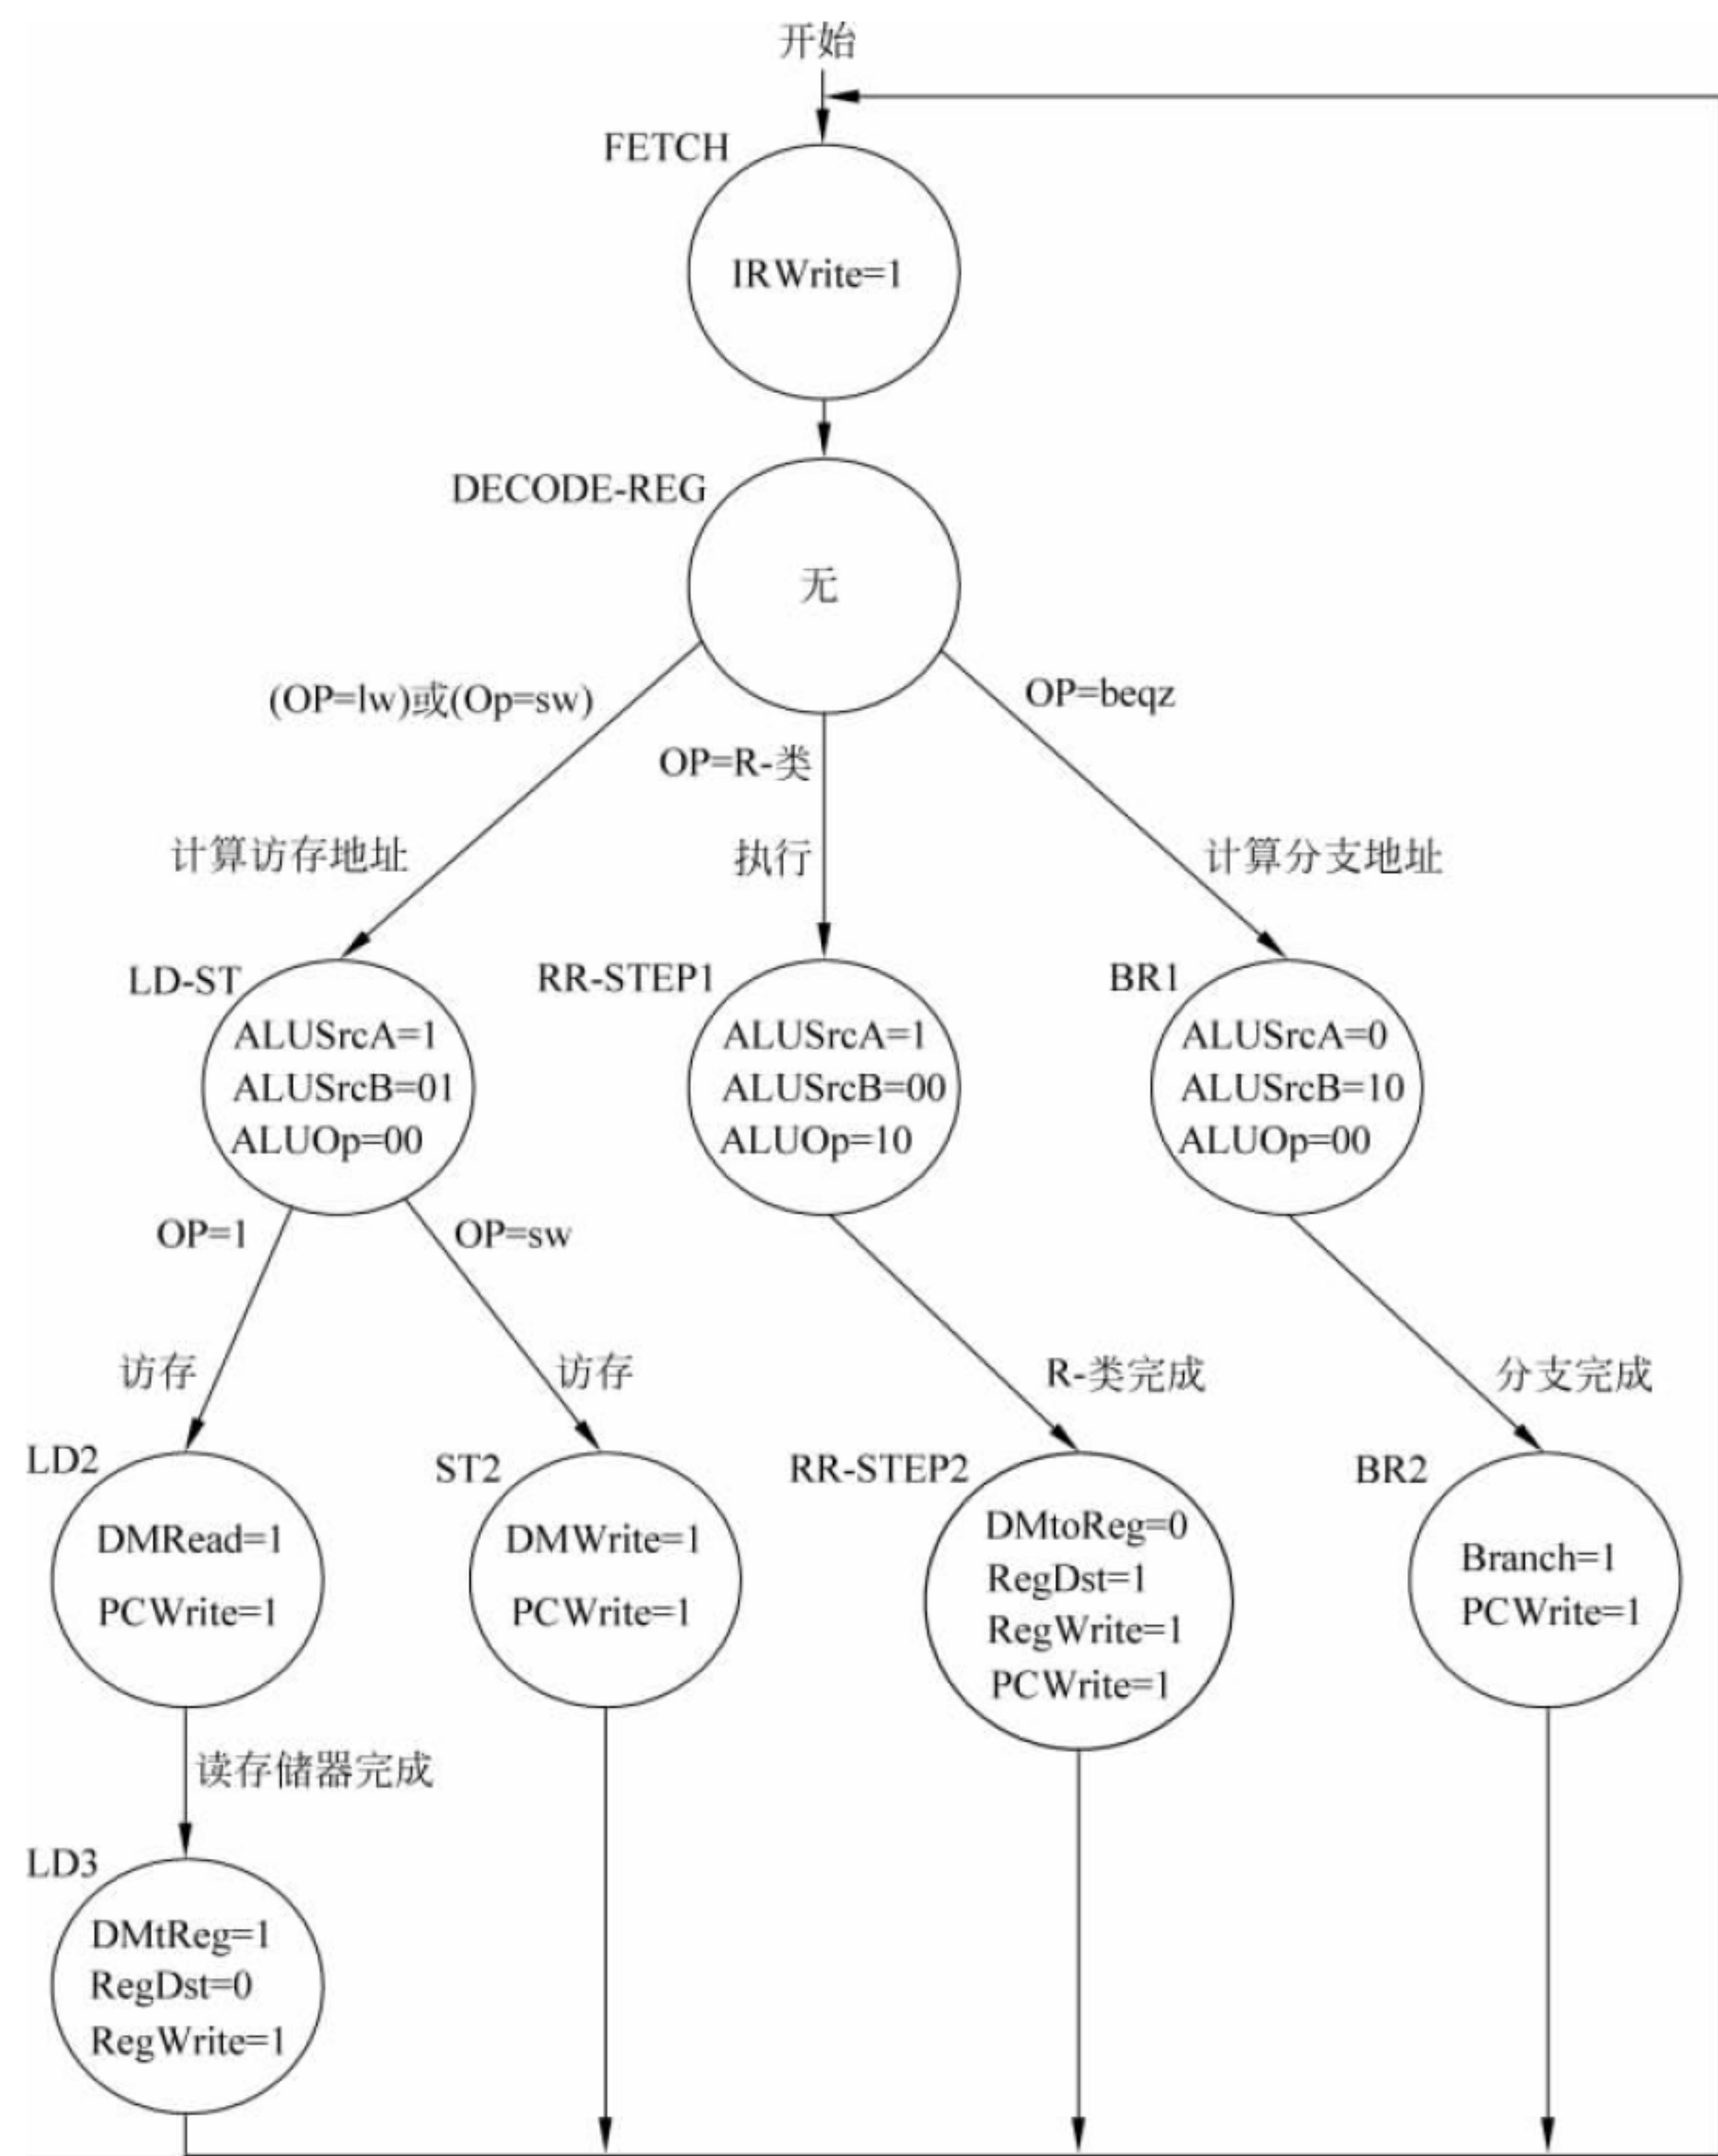 开始
FETCH
IRWrite=1
DECODE-REG
无
(OP=lw)或(Op=sw)
OP=R-类
OP=beqz
计算访存地址
执行
计算分支地址
LD-ST
ALUSrcA=1
ALUSrcB=01
ALUOp=00
RR-STEP1
ALUSrcA=1
ALUSrcB=00
ALUOp=10
BR1
ALUSrcA=0
ALUSrcB=10
ALUOp=00
OP=1
OP=sw
访存
访存
R-类完成
分支完成
LD2
DMRead=1
PCWrite=1
ST2
DMWrite=1
PCWrite=1
RR-STEP2
DMtoReg=0
RegDst=1
RegWrite=1
PCWrite=1
BR2
Branch=1
PCWrite=1
读存储器完成
LD3
DMtReg=1
RegDst=0
RegWrite=1